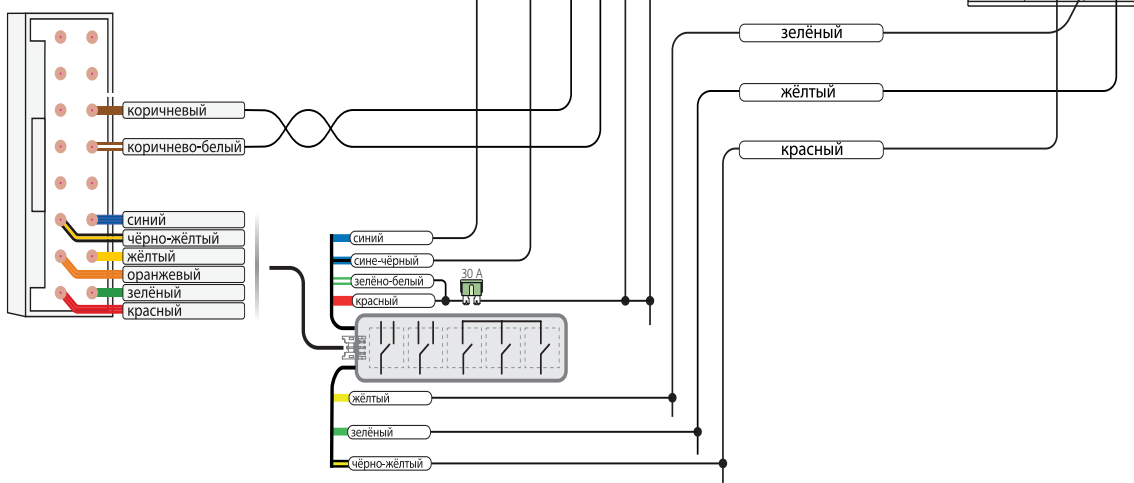 зелёный
жёлтый
красный
коричневый
коричнево-белый
синий
чёрно-жёлтый
жёлтый
оранжевый
зелёный
красный
синий
сине-чёрный
зелёно-белый
30 А
красный
жёлтый
зелёный
чёрно-жёлтый